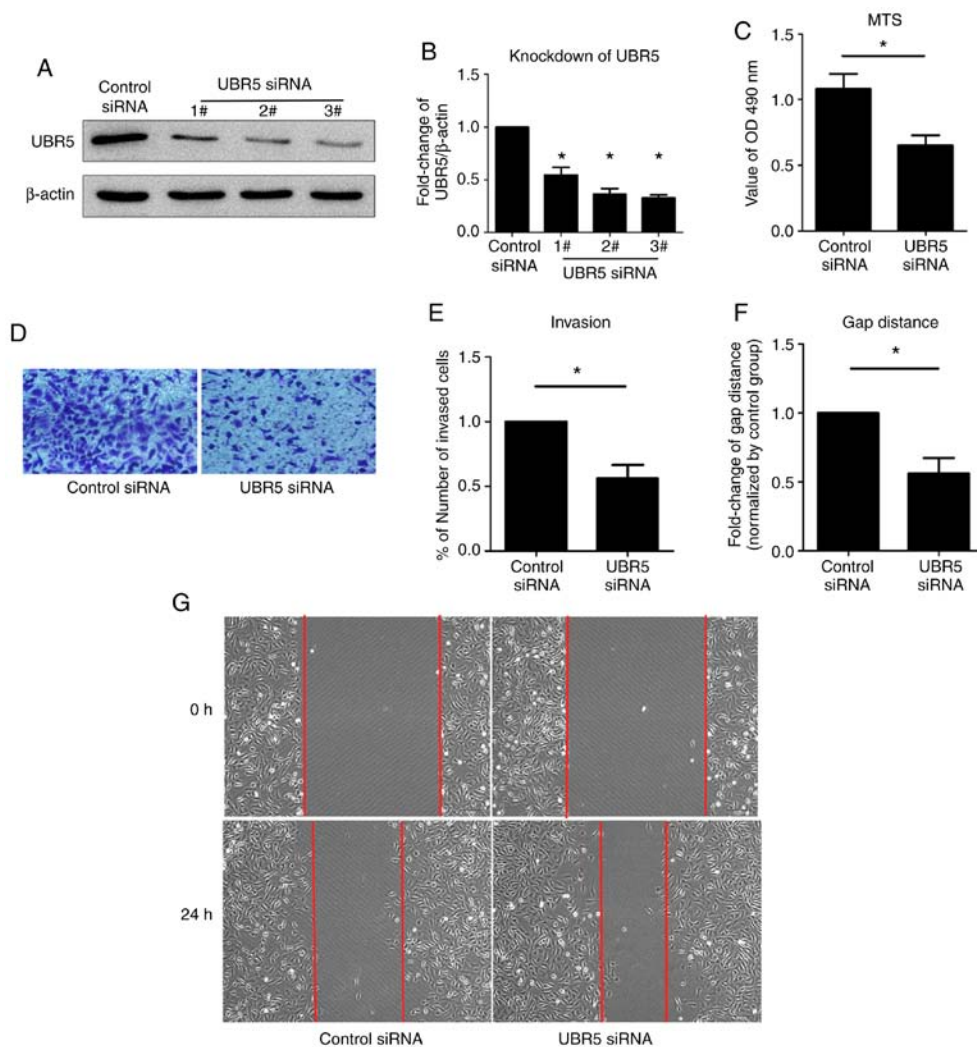 A
Control
siRNA
UBR5 siRNA
1# 2# 3#
UBR5
β-actin
B
Knockdown of UBR5
Fold-change of
UBR5/β-actin
1.5
1.0
0.5
0.0
* * *
Control
siRNA
1# 2# 3#
UBR5 siRNA
C
MTS
Value of OD 490 nm
1.5
1.0
0.5
0.0
*
Control
siRNA
UBR5
siRNA
D
Control siRNA
UBR5 siRNA
E
Invasion
% of Number of invased cells
1.5
1.0
0.5
0.0
*
Control
siRNA
UBR5
siRNA
F
Gap distance
Fold-change of gap distance
(normalized by control group)
1.5
1.0
0.5
0.0
*
Control
siRNA
UBR5
siRNA
G
0 h
24 h
Control siRNA
UBR5 siRNA